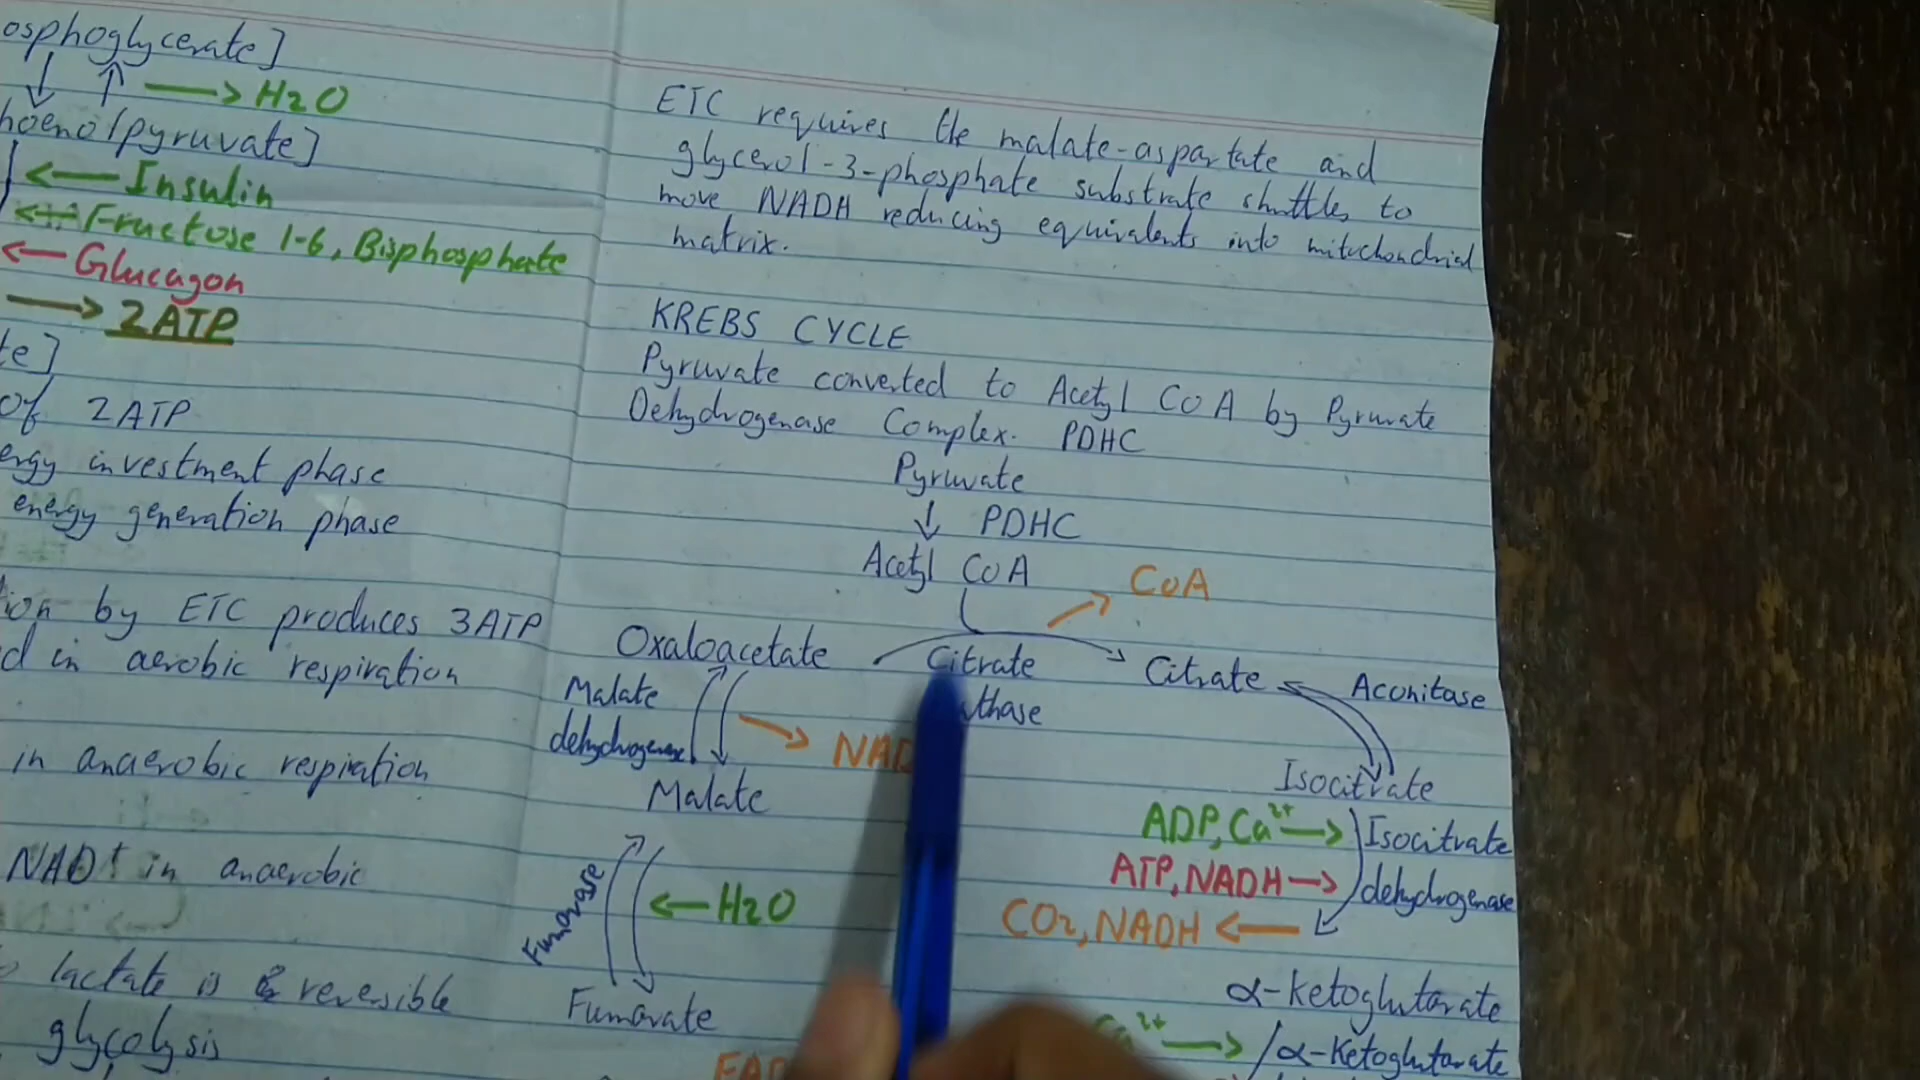 osphoglycerate]
→ H2O
hoenolpyruvate]
← Insulin
Fructose 1-6, Bisphosphate
← Glucagon
→ 2ATP
te]
of 2ATP
ergy investment phase
energy generation phase
ion by ETC produces 3ATP
d in aerobic respiration
in anaerobic respiration
NAD+ in anaerobic
lactate is reversible
glycolysis
ETC requires the malate-aspartate and
glycerol-3-phosphate substrate shuttles to
move NADH reducing equivalents into mitochondrial
matrix.
KREBS CYCLE
Pyruvate converted to Acetyl CoA by Pyruvate
Dehydrogenase Complex. PDHC
Pyruvate
↓ PDHC
Acetyl CoA
CoA
Oxaloacetate
Citrate
thase
Citrate
Aconitase
Malate
dehydrogenase
NAD
Malate
Isocitrate
ADP, Ca2+ →
Isocitrate
ATP, NADH →
dehydrogenase
CO2, NADH ←
Fumarase
← H2O
Fumarate
α-ketoglutarate
Ca2+ →
α-Ketoglutarate
FAD